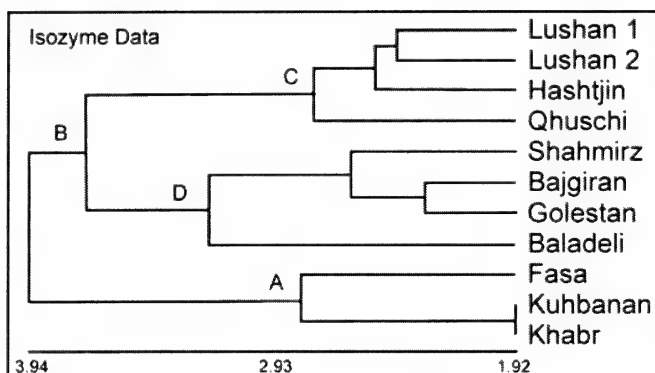 Isozyme Data
Lushan 1
Lushan 2
Hashtjin
Qhuschi
Shahmirz
Bajgiran
Golestan
Baladeli
Fasa
Kuhbanan
Khabr
C
B
D
A
3.94 2.93 1.92